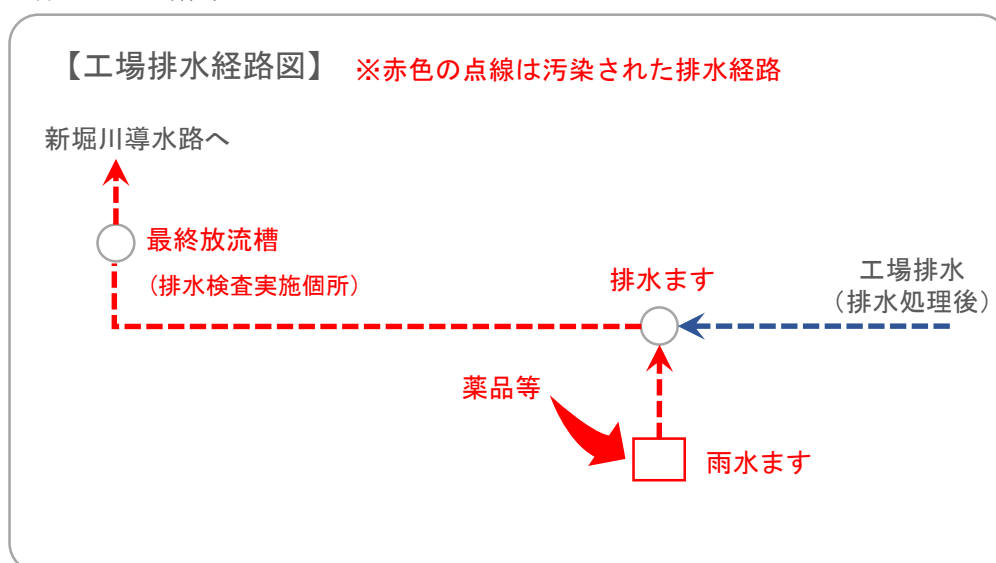 【工場排水経路図】 ※赤色の点線は汚染された排水経路
新堀川導水路へ
最終放流槽
（排水検査実施個所）
排水ます
工場排水
（排水処理後）
薬品等
雨水ます